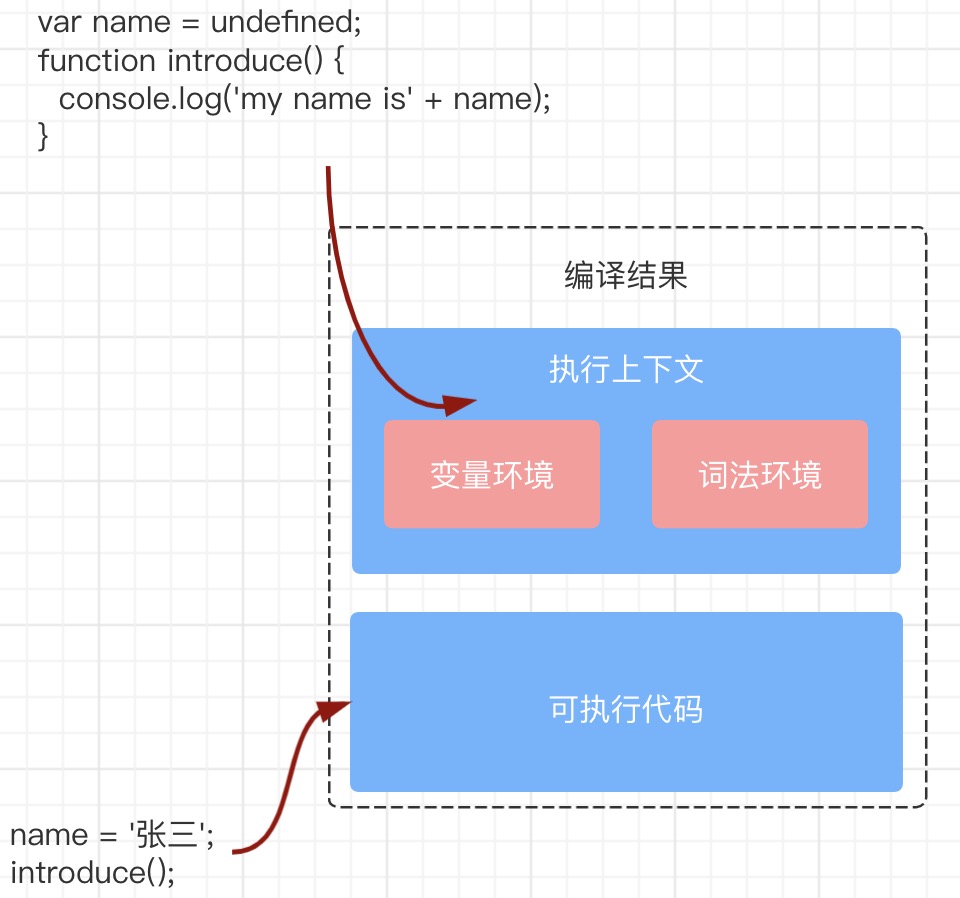 var name = undefined;
function introduce() {
  console.log('my name is' + name);
}
编译结果
执行上下文
变量环境
词法环境
可执行代码
name = '张三';
introduce();